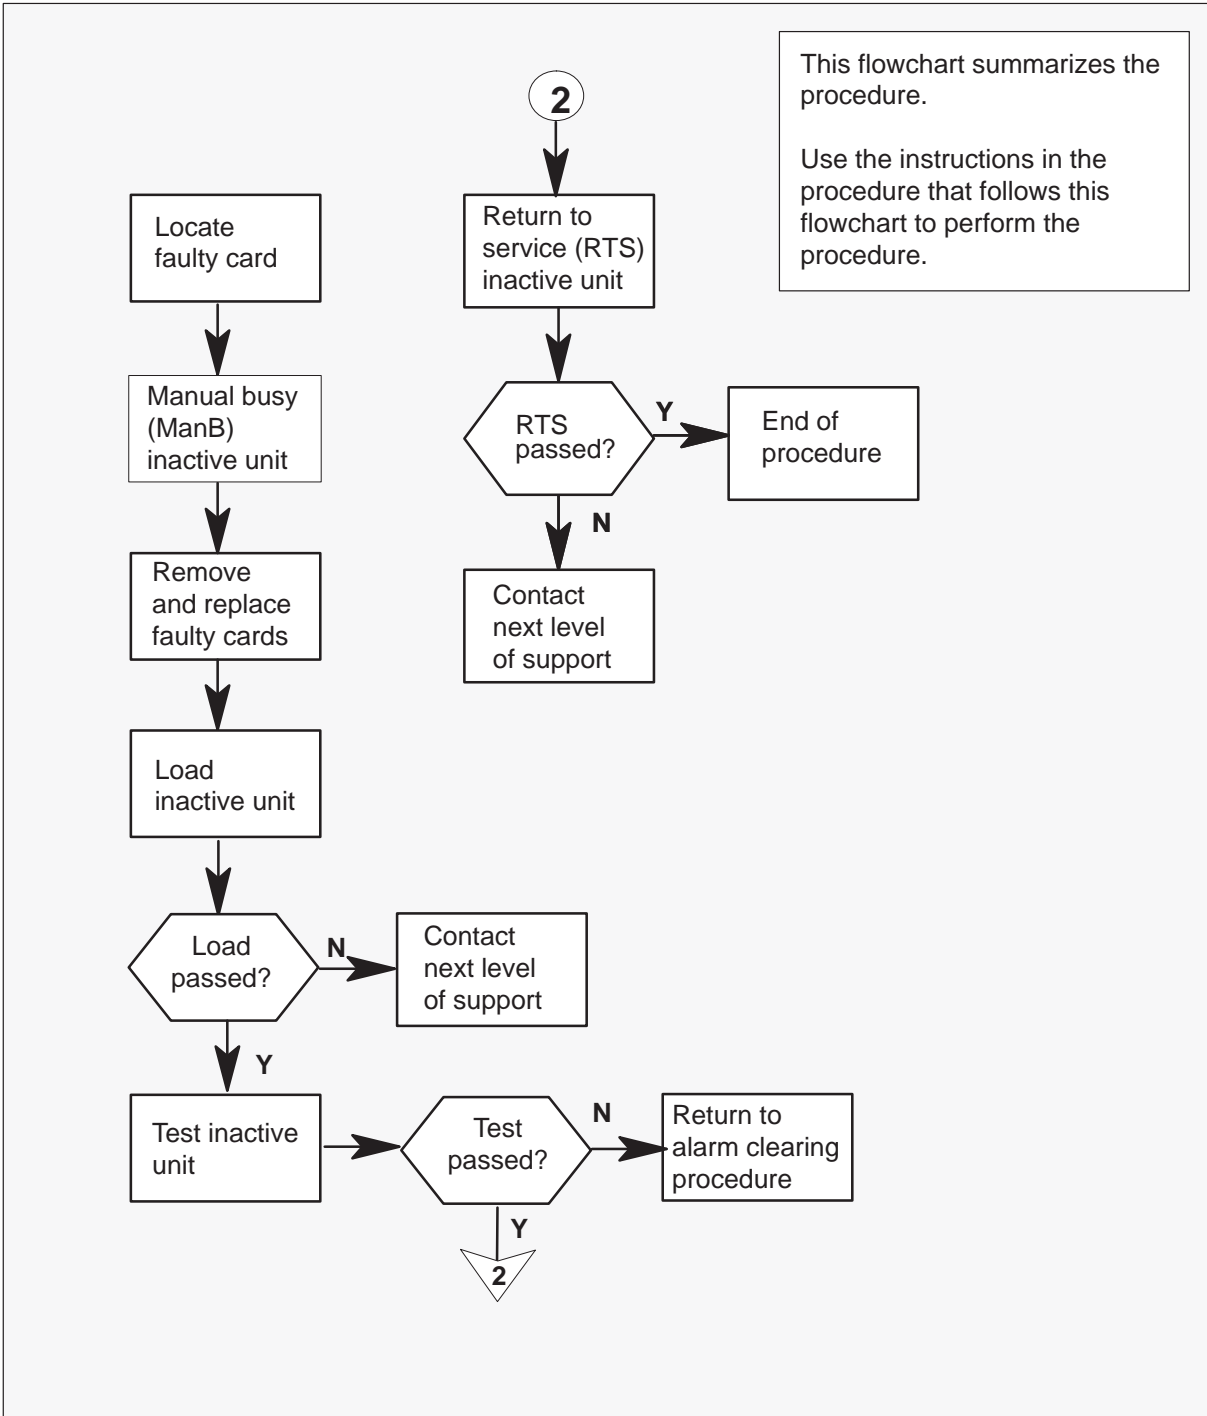 This flowchart summarizes the
procedure.
Use the instructions in the
procedure that follows this
flowchart to perform the
procedure.
Locate
faulty card
Manual busy
(ManB)
inactive unit
Remove
and replace
faulty cards
Load
inactive unit
Load
passed?
N
Contact
next level
of support
Y
Test inactive
unit
Test
passed?
N
Return to
alarm clearing
procedure
Y
2
2
Return to
service (RTS)
inactive unit
RTS
passed?
Y
End of
procedure
N
Contact
next level
of support